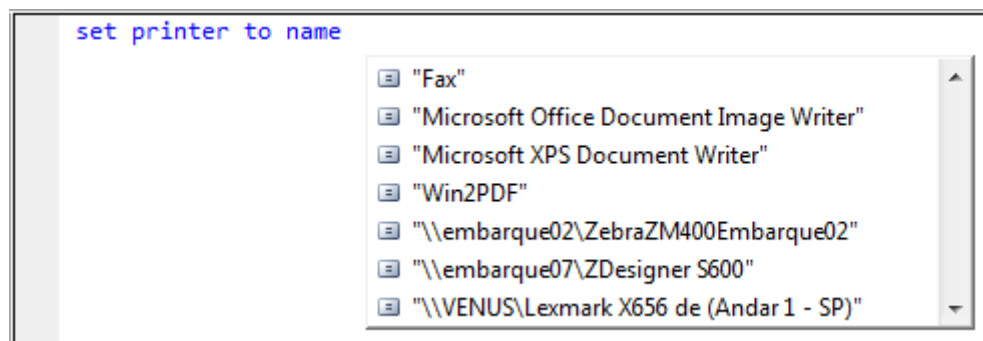 set printer to name
"Fax"
"Microsoft Office Document Image Writer"
"Microsoft XPS Document Writer"
"Win2PDF"
"\\embarque02\ZebraZM400Embarque02"
"\\embarque07\ZDesigner S600"
"\\VENUS\Lexmark X656 de (Andar 1 - SP)"